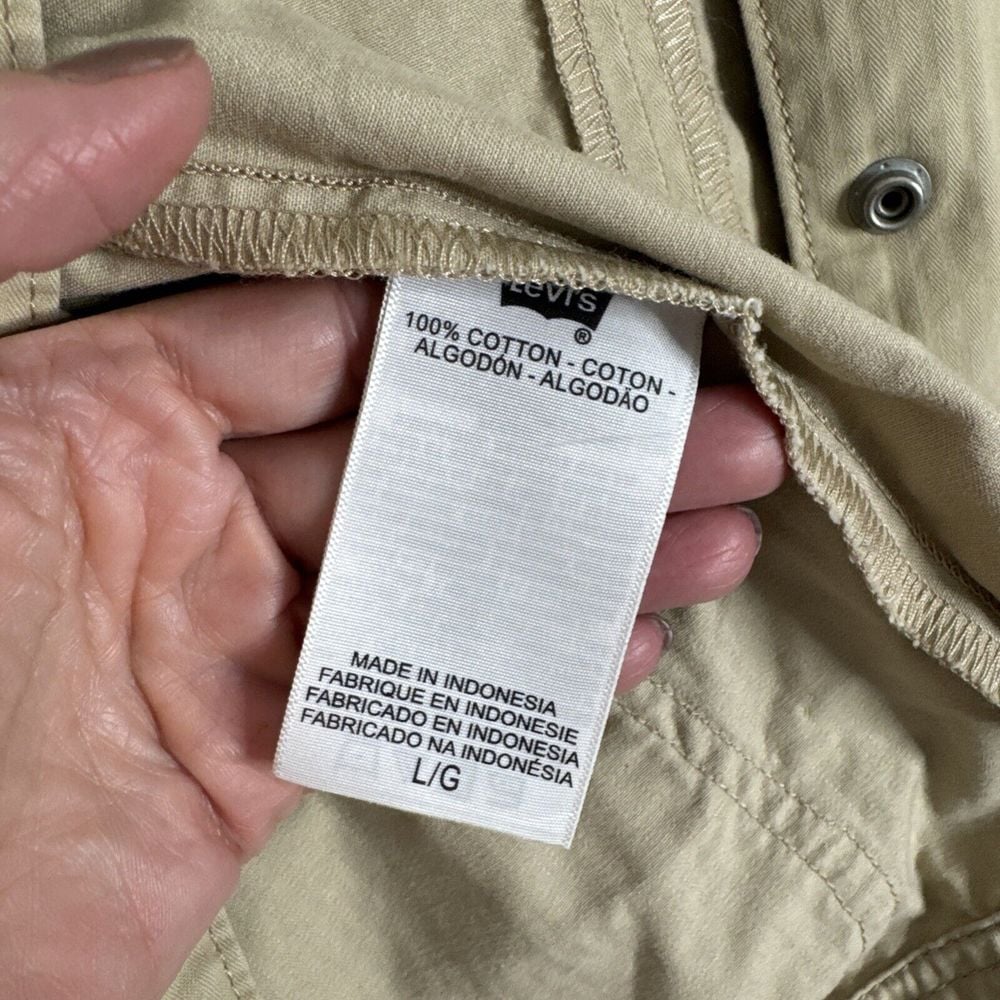 Levi's
®
100% COTTON - COTON -
ALGODÓN - ALGODÃO
MADE IN INDONESIA
FABRIQUE EN INDONESIE
FABRICADO EN INDONESIA
FABRICADO NA INDONÉSIA
L/G